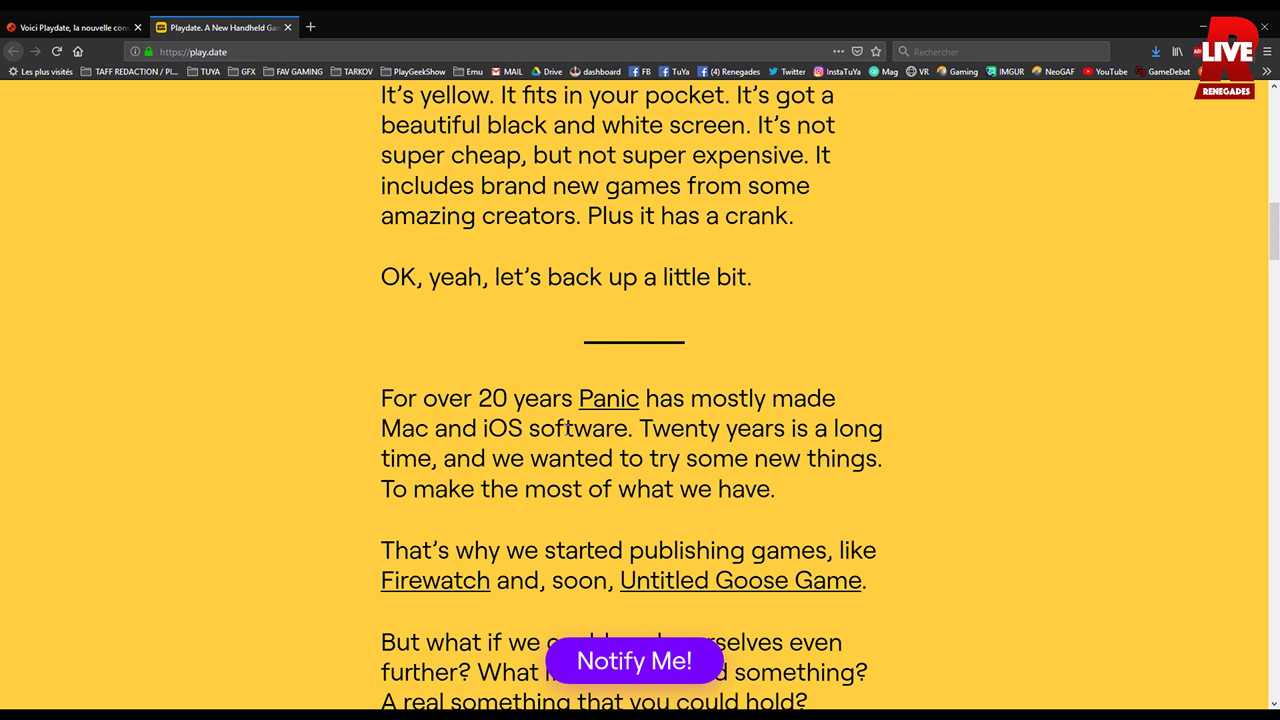 Voici Playdate, la nouvelle con
Playdate. A New Handheld Ga
https://play.date
Rechercher
Les plus visités
TAFF REDACTION / Pl...
TUYA
GFX
FAV GAMING
TARKOV
PlayGeekShow
Emu
MAIL
Drive
dashboard
FB
TuYa
(4) Renegades
Twitter
InstaTuYa
Mag
VR
Gaming
IMGUR
NeoGAF
YouTube
GameDebat
LIVE
RENEGADES
It's yellow. It fits in your pocket. It's got a
beautiful black and white screen. It's not
super cheap, but not super expensive. It
includes brand new games from some
amazing creators. Plus it has a crank.
OK, yeah, let's back up a little bit.
For over 20 years Panic has mostly made
Mac and iOS software. Twenty years is a long
time, and we wanted to try some new things.
To make the most of what we have.
That's why we started publishing games, like
Firewatch and, soon, Untitled Goose Game.
But what if we
even
further? What
something?
A real something that you could hold?
Notify Me!